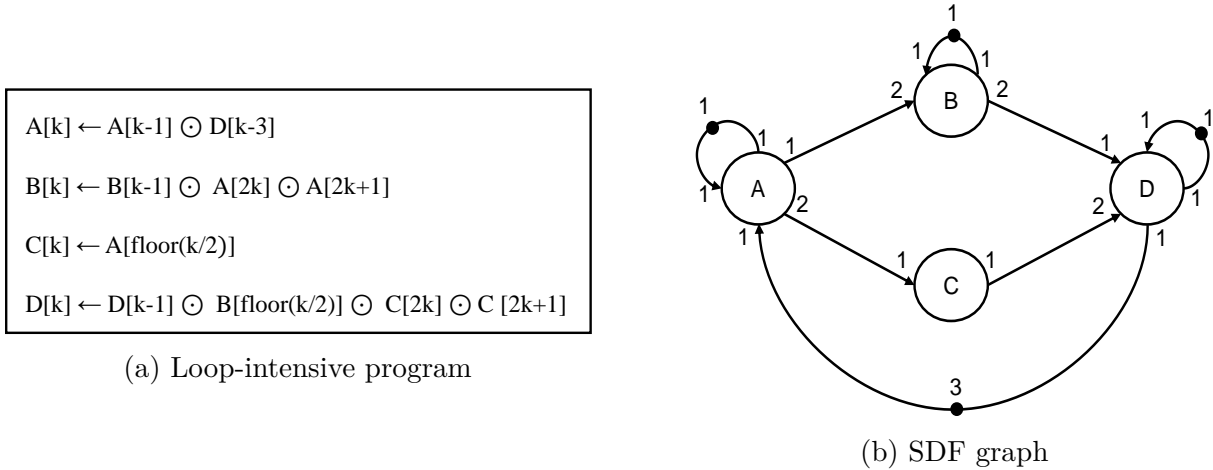 A[k] ← A[k-1] ⊙ D[k-3]
B[k] ← B[k-1] ⊙ A[2k] ⊙ A[2k+1]
C[k] ← A[floor(k/2)]
D[k] ← D[k-1] ⊙ B[floor(k/2)] ⊙ C[2k] ⊙ C [2k+1]
(a) Loop-intensive program
1
1
1
2
B
2
1
1
1
1
1
1
1
A
D
1
1
2
2
1
1
1
C
1
3
(b) SDF graph